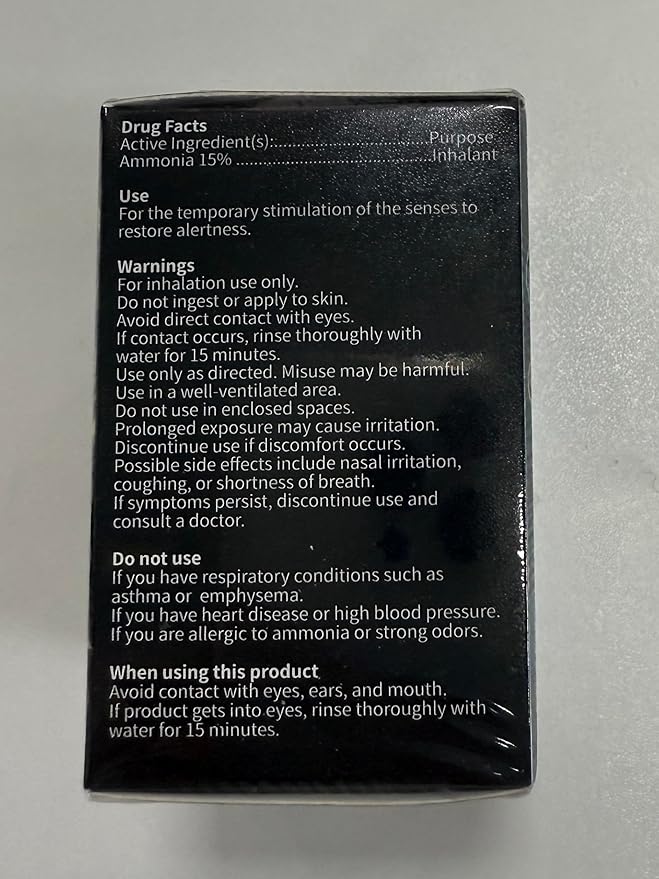 Drug Facts
Active Ingredient(s):..................................Purpose
Ammonia 15% ............................................Inhalant
Use
For the temporary stimulation of the senses to
restore alertness.
Warnings
For inhalation use only.
Do not ingest or apply to skin.
Avoid direct contact with eyes.
If contact occurs, rinse thoroughly with
water for 15 minutes.
Use only as directed. Misuse may be harmful.
Use in a well-ventilated area.
Do not use in enclosed spaces.
Prolonged exposure may cause irritation.
Discontinue use if discomfort occurs.
Possible side effects include nasal irritation,
coughing, or shortness of breath.
If symptoms persist, discontinue use and
consult a doctor.
Do not use
If you have respiratory conditions such as
asthma or emphysema.
If you have heart disease or high blood pressure.
If you are allergic to ammonia or strong odors.
When using this product
Avoid contact with eyes, ears, and mouth.
If product gets into eyes, rinse thoroughly with
water for 15 minutes.